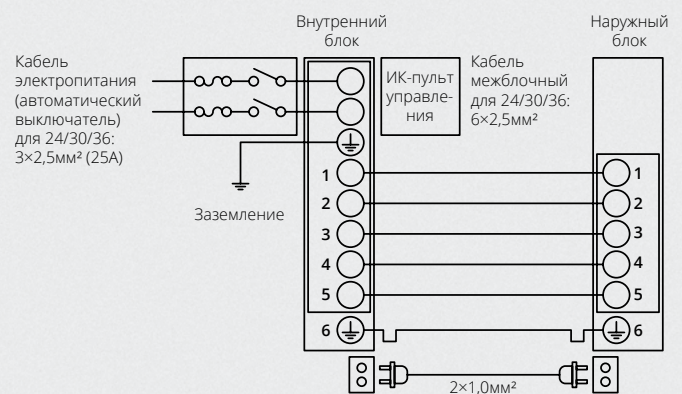 Внутренний
блок
Наружный
блок
Кабель
электропитания
(автоматический
выключатель)
для 24/30/36:
3×2,5мм² (25А)
ИК-пульт
управле-
ния
Кабель
межблочный
для 24/30/36:
6×2,5мм²
Заземление
1
2
3
4
5
6
1
2
3
4
5
6
2×1,0мм²